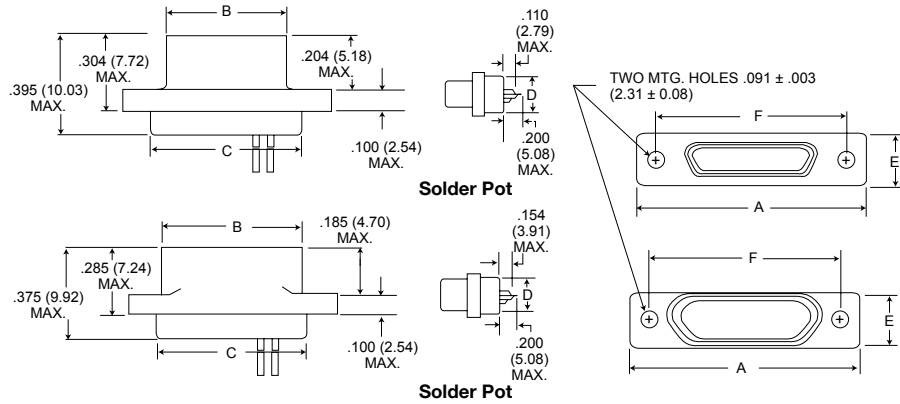 B
.304 (7.72)
MAX.
.204 (5.18)
MAX.
.395 (10.03)
MAX.
.100 (2.54)
MAX.
C
.110
(2.79)
MAX.
D
.200
(5.08)
MAX.
Solder Pot
TWO MTG. HOLES .091 ± .003
(2.31 ± 0.08)
F
E
A
B
.185 (4.70)
MAX.
.285 (7.24)
MAX.
.375 (9.92)
MAX.
.100 (2.54)
MAX.
C
.154
(3.91)
MAX.
D
.200
(5.08)
MAX.
Solder Pot
F
E
A